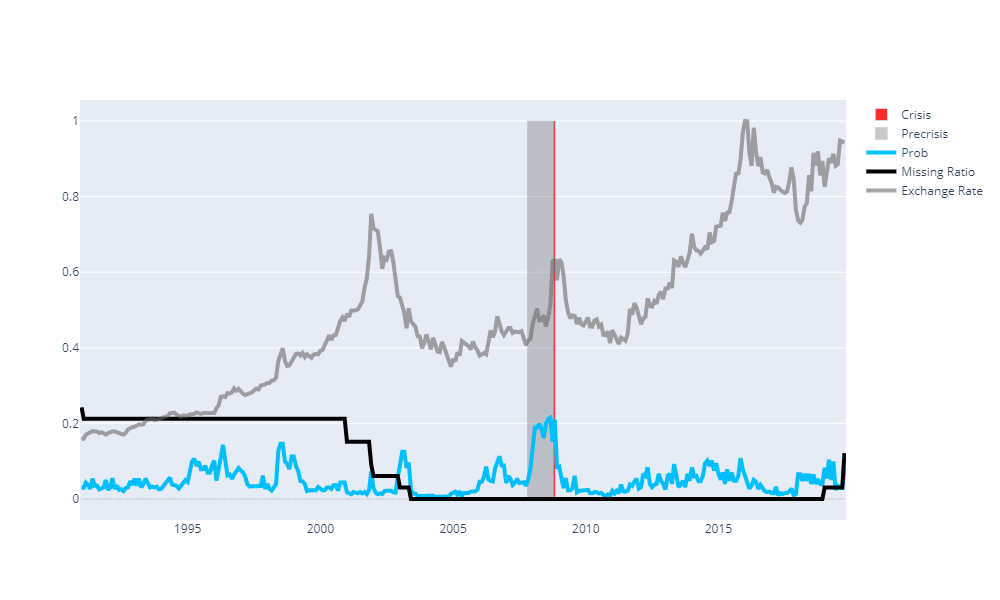 1
0.8
0.6
0.4
0.2
0
1995
2000
2005
2010
2015
Crisis
Precrisis
Prob
Missing Ratio
Exchange Rate